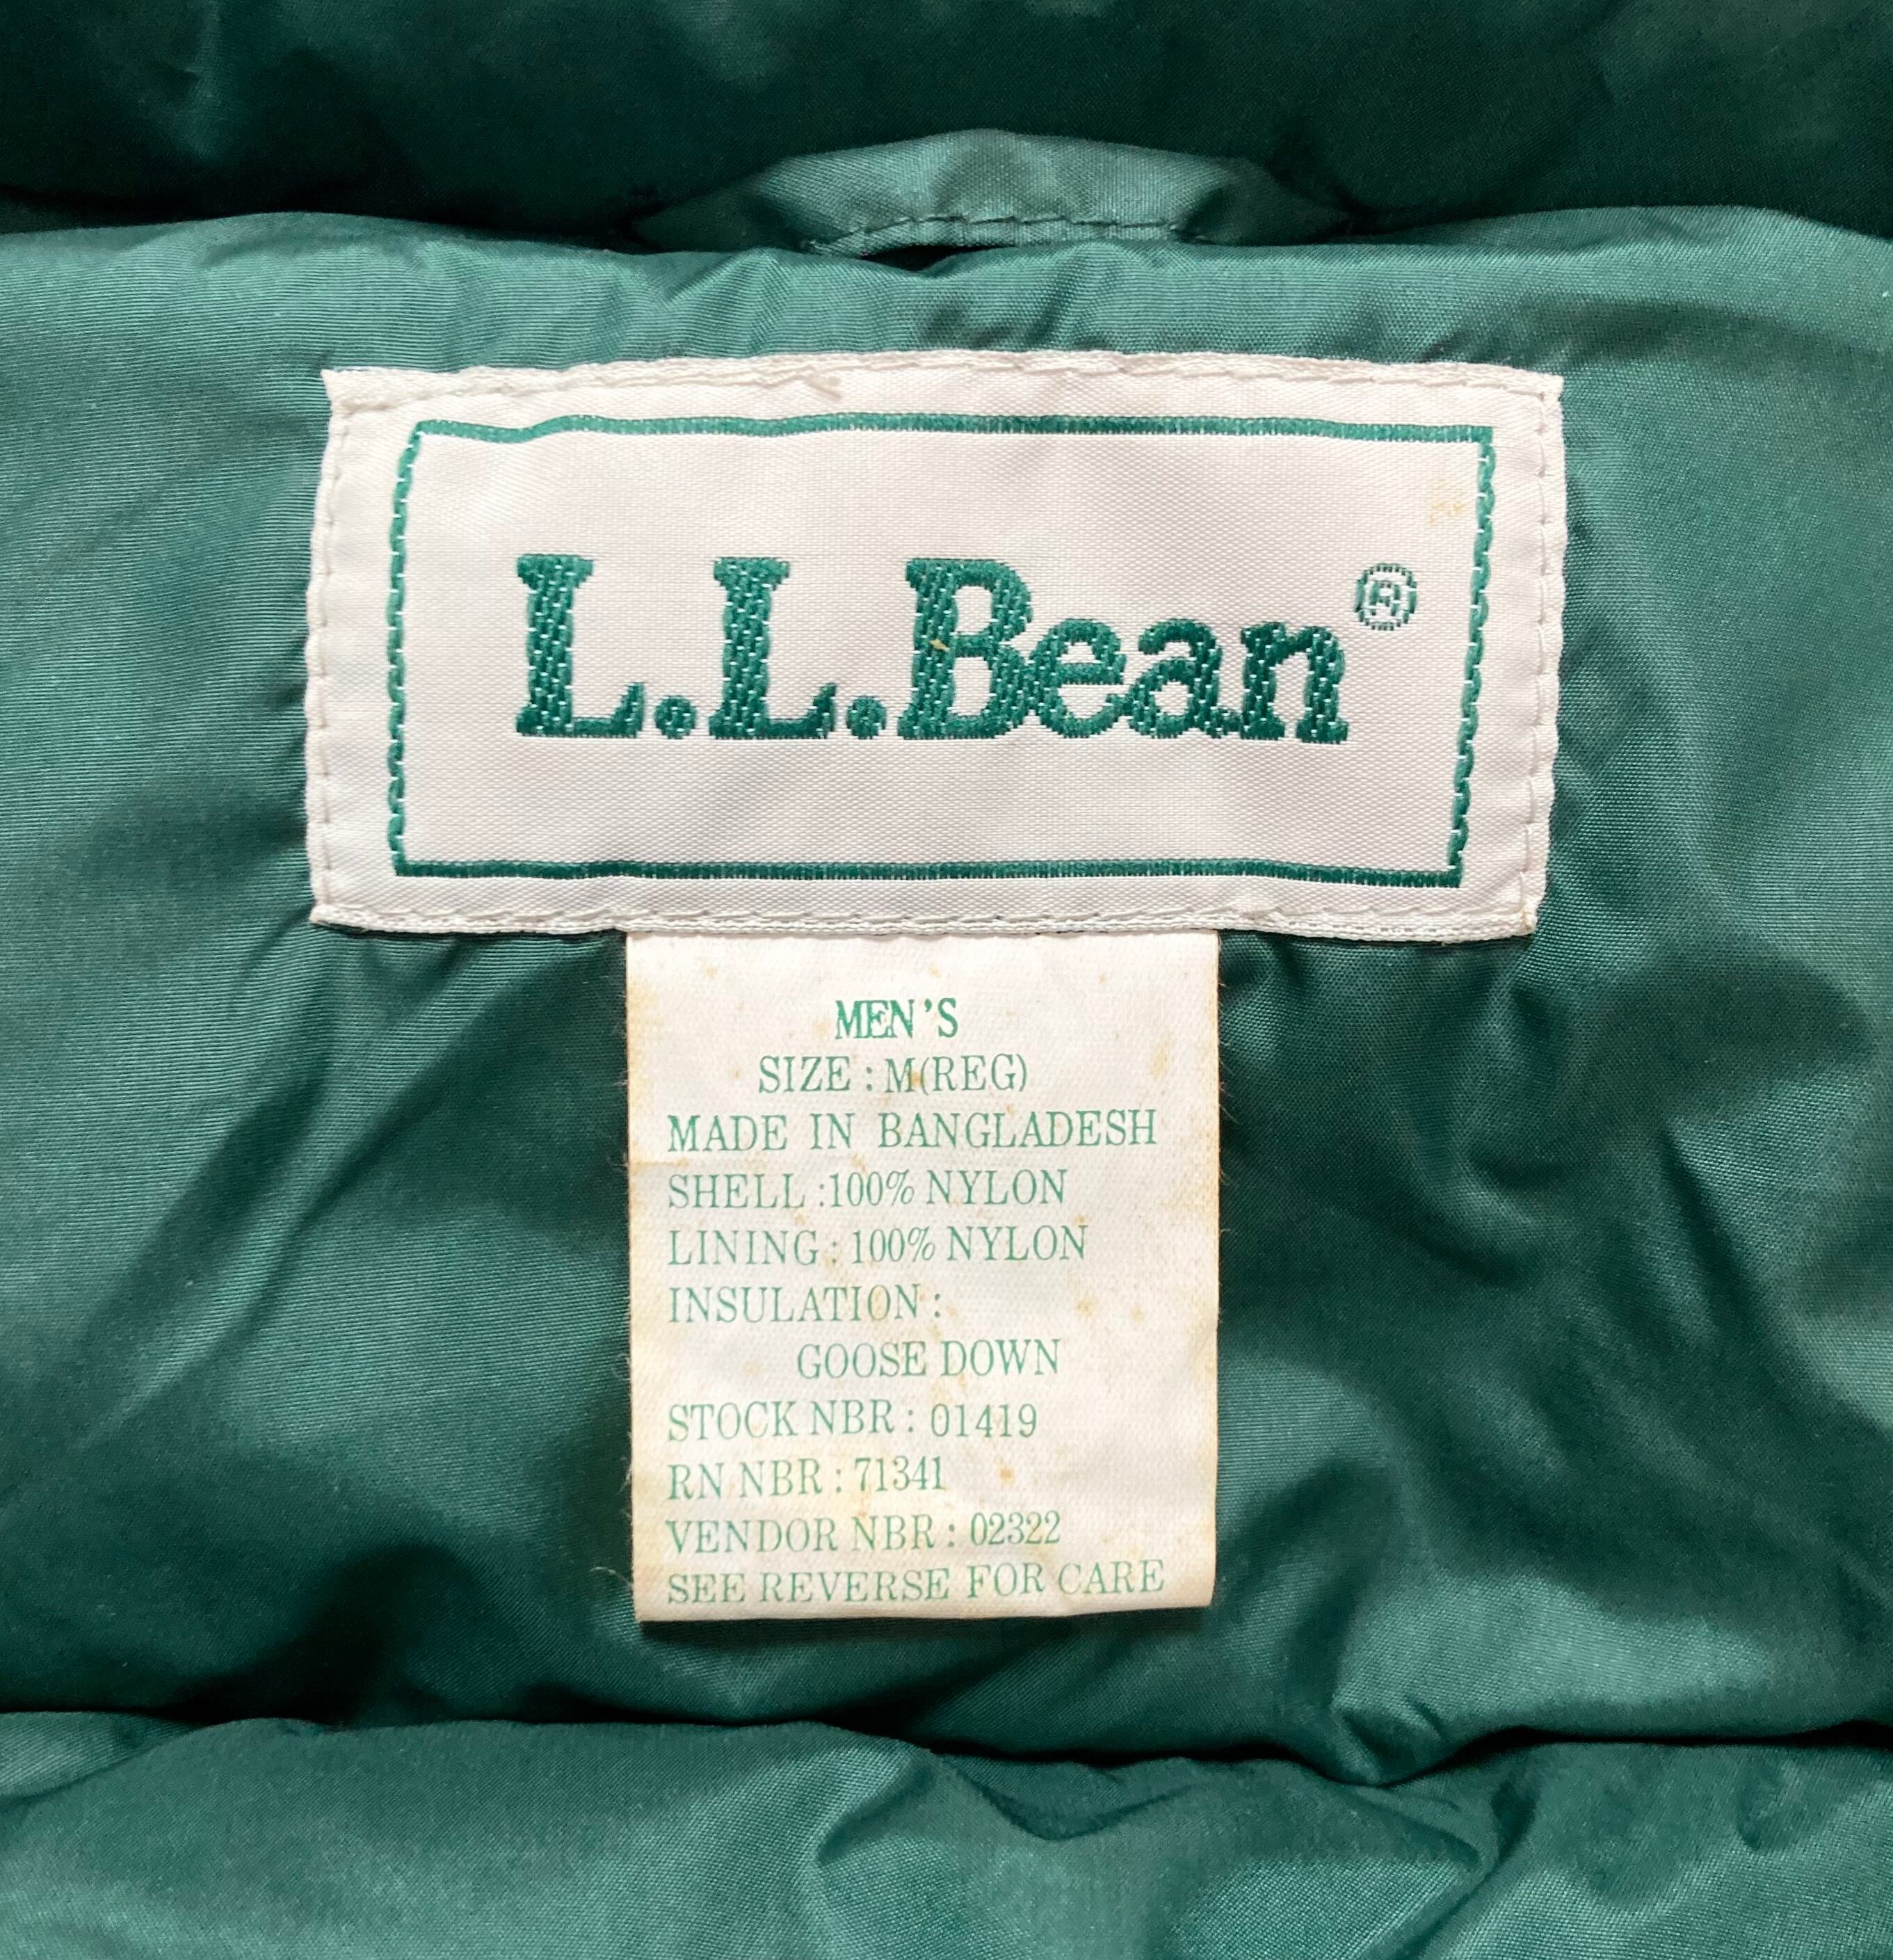 L.L.Bean®
MEN'S
SIZE : M(REG)
MADE IN BANGLADESH
SHELL :100% NYLON
LINING : 100% NYLON
INSULATION :
GOOSE DOWN
STOCK NBR : 01419
RN NBR : 71341
VENDOR NBR : 02322
SEE REVERSE FOR CARE